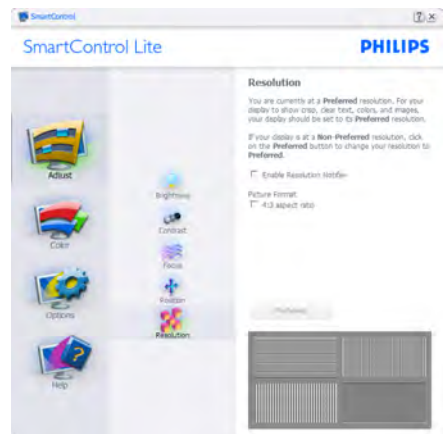 SmartControl
SmartControl Lite
PHILIPS
Adjust
Color
Options
Help
Brightness
Contrast
Focus
Position
Resolution
Resolution
You are currently at a Preferred resolution. For your
display to show crisp, clear text, colors, and images,
your display should be set to its Preferred resolution.
If your display is at a Non-Preferred resolution, click
on the Preferred button to change your resolution to
Preferred.
Enable Resolution Notifier
Picture Format
4:3 aspect ratio
Preferred